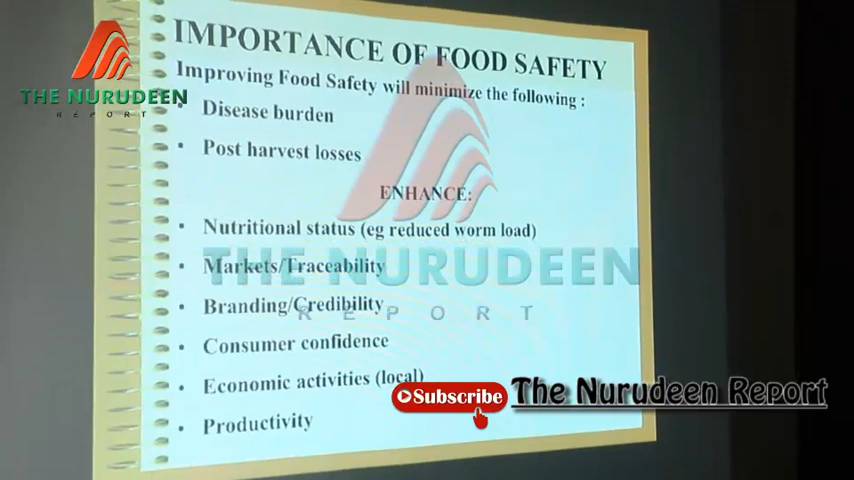 IMPORTANCE OF FOOD SAFETY
Improving Food Safety will minimize the following :
• Disease burden
• Post harvest losses
ENHANCE:
• Nutritional status (eg reduced worm load)
• Markets/Traceability
• Branding/Credibility
• Consumer confidence
• Economic activities (local)
• Productivity
THE NURUDEEN
REPORT
THE NURUDEEN
REPORT
Subscribe
The Nurudeen Report